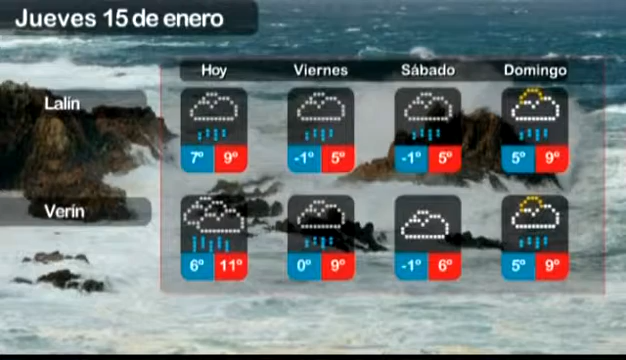 Jueves 15 de enero
Hoy Viernes Sábado Domingo
Lalín
7º 9º -1º 5º -1º 5º 5º 9º
Verín
6º 11º 0º 9º -1º 6º 5º 9º